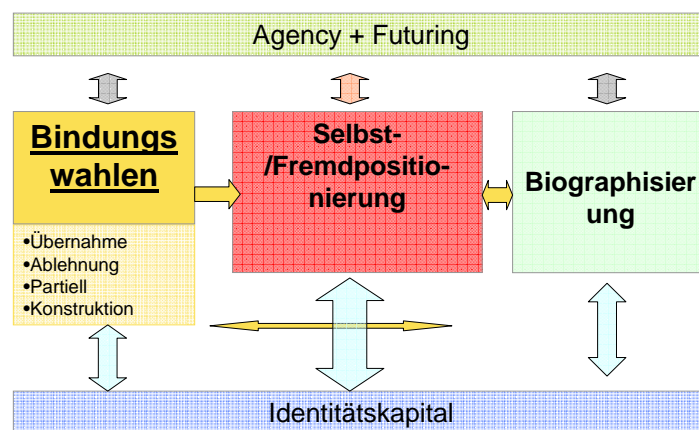 Agency + Futuring
Bindungs
wahlen
•Übernahme
•Ablehnung
•Partiell
•Konstruktion
Selbst-
/Fremdpositio-
nierung
Biographisier
ung
Identitätskapital